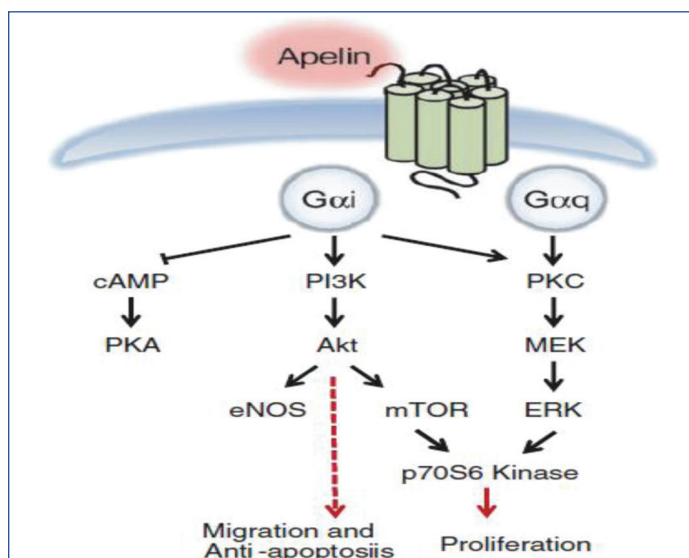 Apelin
Gαi
Gαq
cAMP
PI3K
PKC
PKA
Akt
MEK
eNOS
mTOR
ERK
p70S6 Kinase
Migration and
Anti -apoptosiis
Proliferation